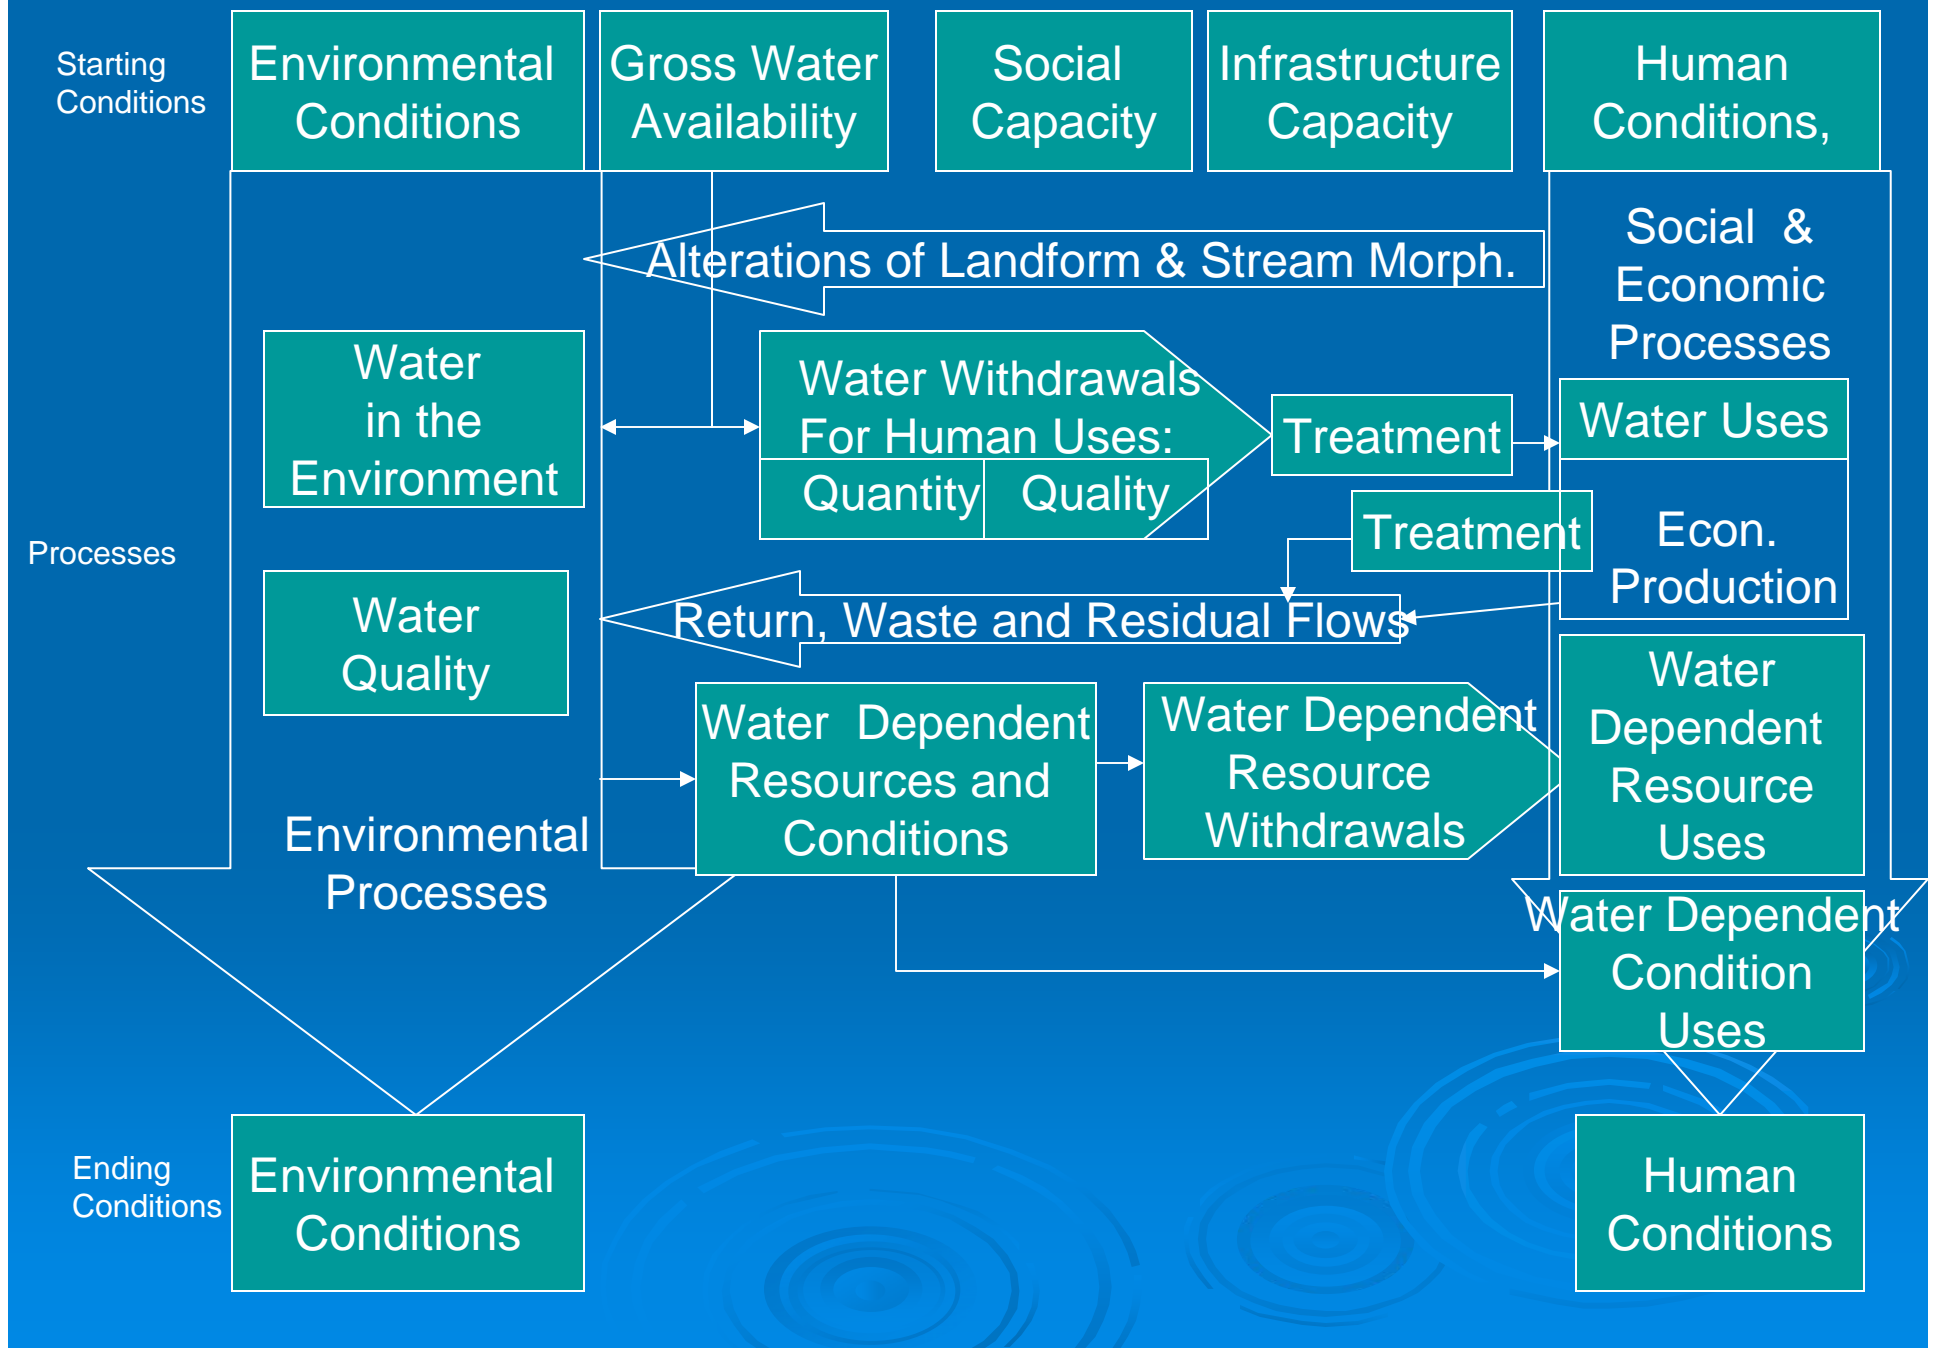 Starting
Conditions
Environmental
Conditions
Gross Water
Availability
Social
Capacity
Infrastructure
Capacity
Human
Conditions,
Social &
Economic
Processes
Alterations of Landform & Stream Morph.
Processes
Water
in the
Environment
Water Withdrawals
For Human Uses:
Quantity
Quality
Treatment
Water Uses
Treatment
Econ.
Production
Water
Quality
Return, Waste and Residual Flows
Water Dependent
Resources and
Conditions
Water Dependent
Resource
Withdrawals
Water
Dependent
Resource
Uses
Environmental
Processes
Water Dependent
Condition
Uses
Ending
Conditions
Environmental
Conditions
Human
Conditions